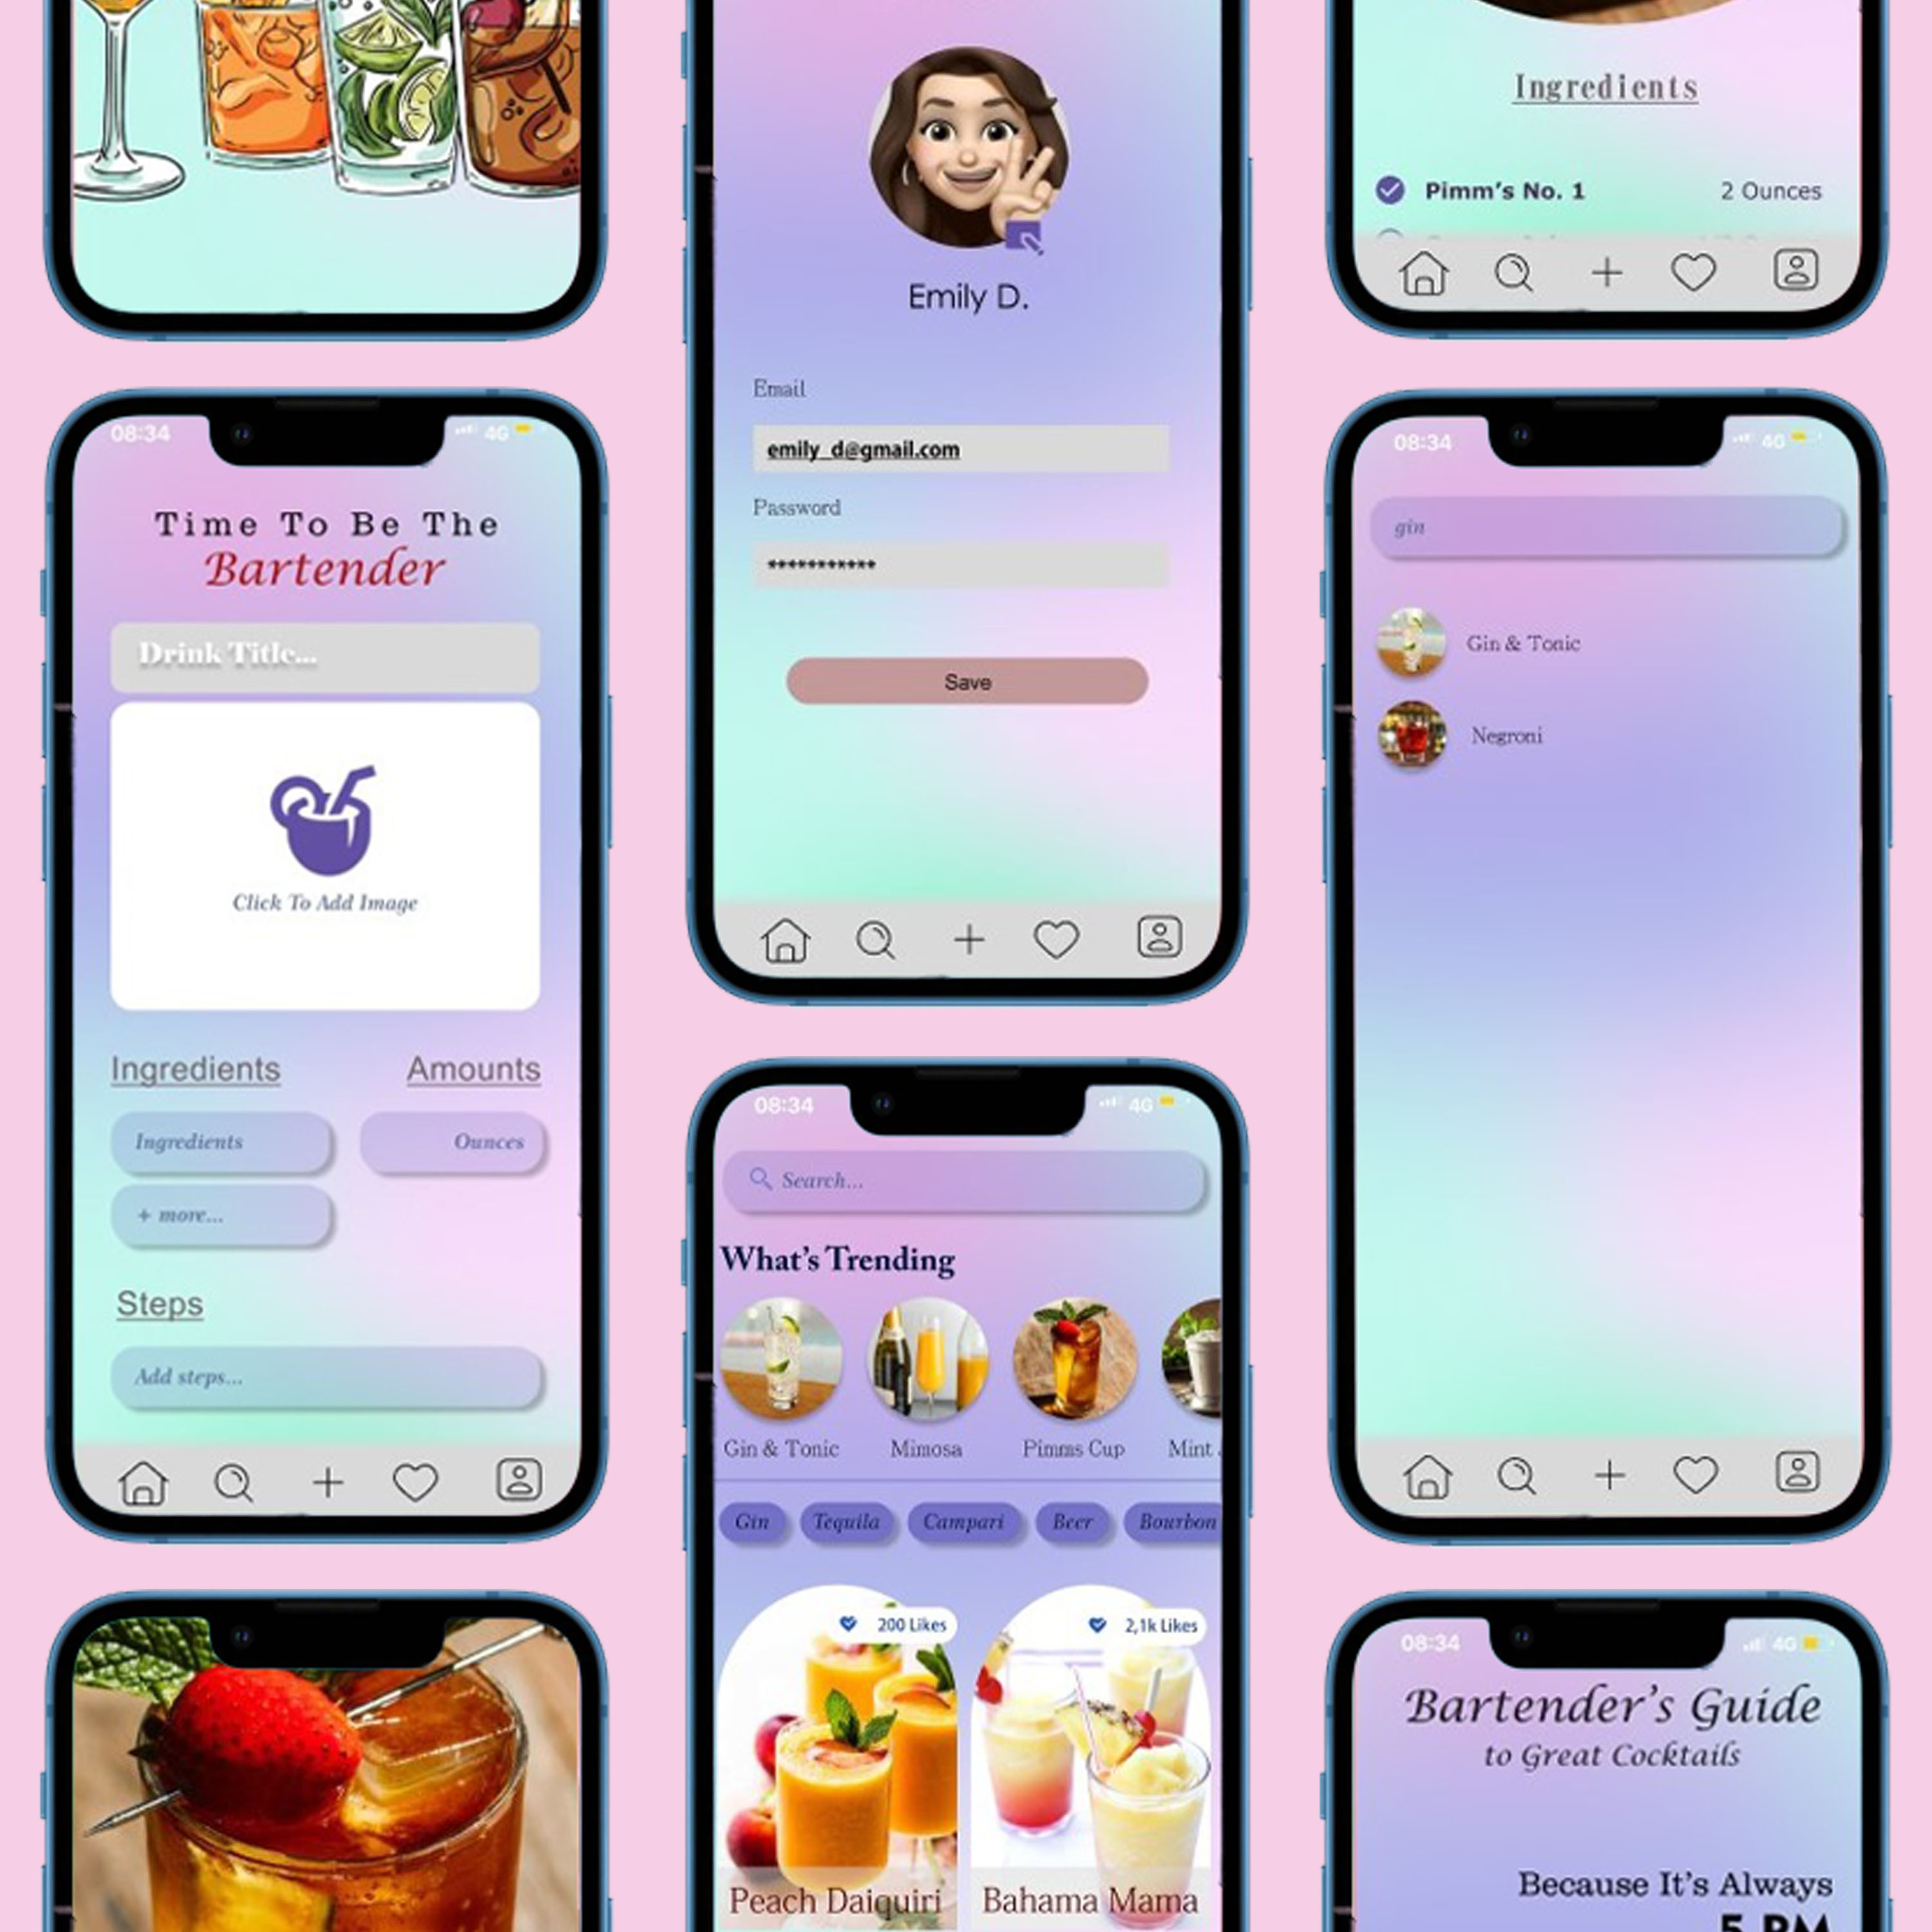 08:34 4G
Time To Be The
Bartender
Drink Title...
Click To Add Image
Ingredients Amounts
Ingredients Ounces
+ more...
Steps
Add steps...
Emily D.
Email
emily_d@gmail.com
Password
***********
Save
08:34 4G
Search...
What's Trending
Gin & Tonic Mimosa Pimms Cup Mint
Gin Tequila Campari Beer Bourbon
200 Likes 2,1k Likes
Peach Daiquiri Bahama Mama
Ingredients
Pimm's No. 1 2 Ounces
08:34 4G
gin
Gin & Tonic
Negroni
08:34 4G
Bartender's Guide
to Great Cocktails
Because It's Always
5 PM